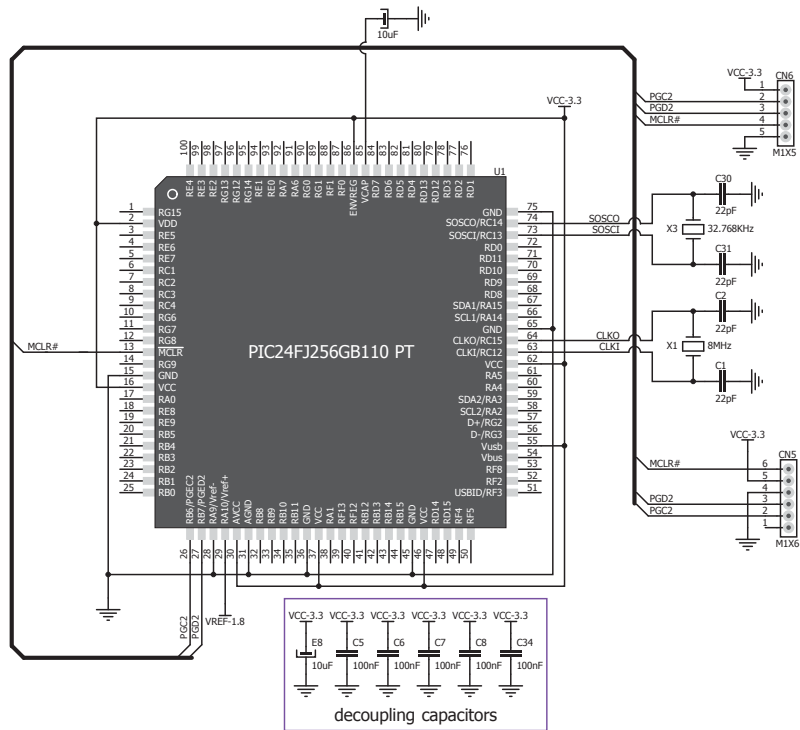 10uF
VCC-3.3
CN6
VCC-3.3
1
PGC2
2
PGD2
3
MCLR#
4
5
M1X5
100
99
98
97
96
95
94
93
92
91
90
89
88
87
86
85
84
83
82
81
80
79
78
77
76
U1
RE4
RE3
RE2
RG13
RG12
RG14
RE1
RE0
RA7
RA6
RG0
RG1
RF1
RF0
ENVREG
VCAP
RD7
RD6
RD5
RD4
RD13
RD12
RD3
RD2
RD1
1 RG15
2 VDD
3 RE5
4 RE6
5 RE7
6 RC1
7 RC2
8 RC3
9 RC4
10 RG6
11 RG7
12 RG8
MCLR#
13 MCLR
14 RG9
15 GND
16 VCC
17 RA0
18 RE8
19 RE9
20 RB5
21 RB4
22 RB3
23 RB2
24 RB1
25 RB0
PIC24FJ256GB110 PT
GND 75
SOSCO/RC14 74 SOSCO
SOSCI/RC13 73 SOSCI
RD0 72
RD11 71
RD10 70
RD9 69
RD8 68
SDA1/RA15 67
SCL1/RA14 66
GND 65
CLKO/RC15 64 CLKO
CLKI/RC12 63 CLKI
VCC 62
RA5 61
RA4 60
SDA2/RA3 59
SCL2/RA2 58
D+/RG2 57
D-/RG3 56
Vusb 55
Vbus 54
RF8 53
RF2 52
USBID/RF3 51
C30
22pF
X3
32.768KHz
C31
22pF
C2
22pF
X1
8MHz
C1
22pF
RB6/PGEC2
RB7/PGED2
RA9/Vref-
RA10/Vref+
AVCC
AGND
RB8
RB9
RB10
RB11
GND
VCC
RA1
RF13
RF12
RB12
RB13
RB14
RB15
GND
VCC
RD14
RD15
RF4
RF5
26
27
28
29
30
31
32
33
34
35
36
37
38
39
40
41
42
43
44
45
46
47
48
49
50
PGC2
PGD2
VREF-1.8
VCC-3.3
CN5
MCLR#
6
5
4
PGD2
3
PGC2
2
1
M1X6
VCC-3.3 VCC-3.3 VCC-3.3 VCC-3.3 VCC-3.3 VCC-3.3
E8 C5 C6 C7 C8 C34
10uF 100nF 100nF 100nF 100nF 100nF
decoupling capacitors